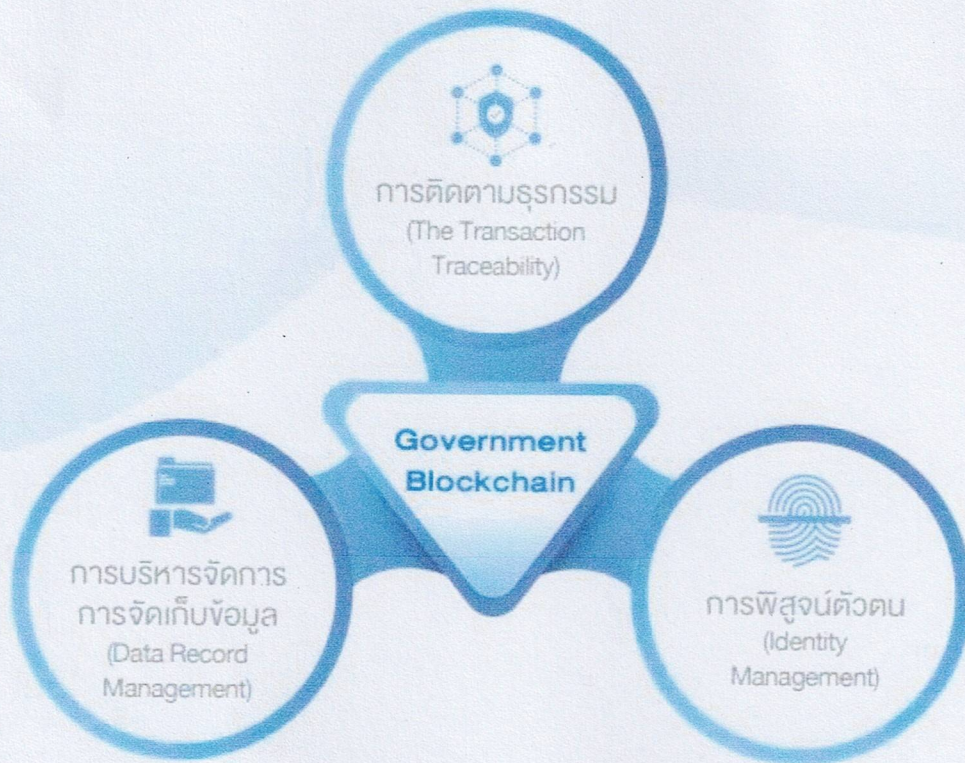 การติดตามธุรกรรม
(The Transaction
Traceability)
Government
Blockchain
การบริหารจัดการ
การจัดเก็บข้อมูล
(Data Record
Management)
การพิสูจน์ตัวตน
(Identity
Management)